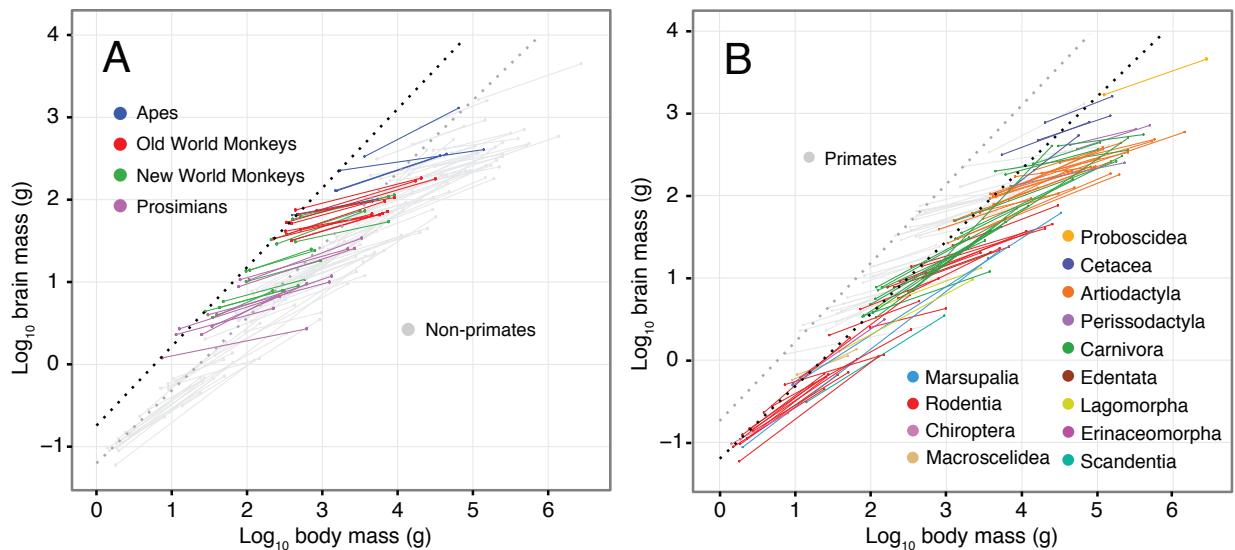 A
4
3
2
1
0
−1
Log10 brain mass (g)
Apes
Old World Monkeys
New World Monkeys
Prosimians
Non-primates
0 1 2 3 4 5 6
Log10 body mass (g)
B
4
3
2
1
0
−1
Log10 brain mass (g)
Primates
Proboscidea
Cetacea
Artiodactyla
Perissodactyla
Carnivora
Edentata
Lagomorpha
Erinaceomorpha
Scandentia
Marsupalia
Rodentia
Chiroptera
Macroscelidea
0 1 2 3 4 5 6
Log10 body mass (g)